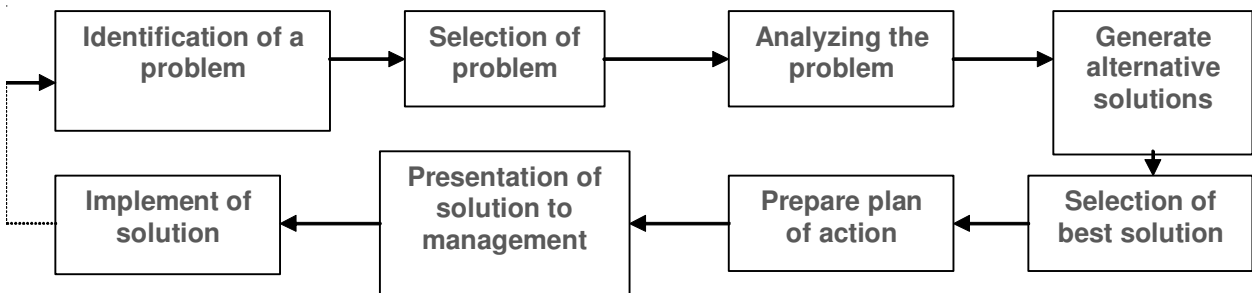 Identification of a
problem
Selection of
problem
Analyzing the
problem
Generate
alternative
solutions
Implement of
solution
Presentation of
solution to
management
Prepare plan
of action
Selection of
best solution